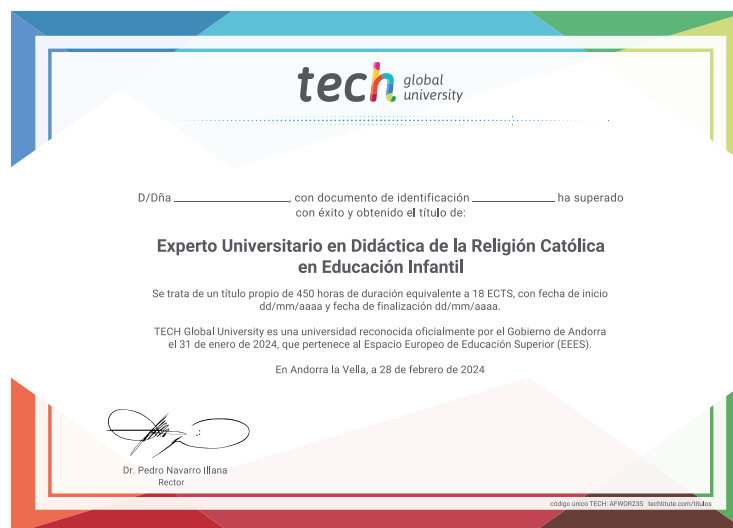 tech global university
D/Dña ____________, con documento de identificación ____________ ha superado
con éxito y obtenido el título de:
Experto Universitario en Didáctica de la Religión Católica
en Educación Infantil
Se trata de un título propio de 450 horas de duración equivalente a 18 ECTS, con fecha de inicio
dd/mm/aaaa y fecha de finalización dd/mm/aaaa.
TECH Global University es una universidad reconocida oficialmente por el Gobierno de Andorra
el 31 de enero de 2024, que pertenece al Espacio Europeo de Educación Superior (EEES).
En Andorra la Vella, a 28 de febrero de 2024
Dr. Pedro Navarro Illana
Rector
código único TECH: AFWOR23S techtitute.com/titulos